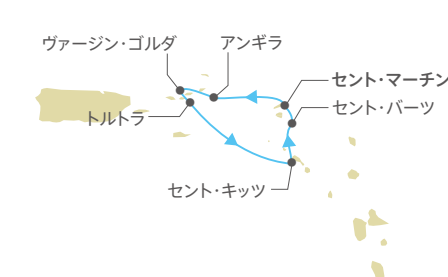 ヴァージン・ゴルダ
アンギラ
セント・マーチン
セント・バーツ
トルトラ
セント・キッツ